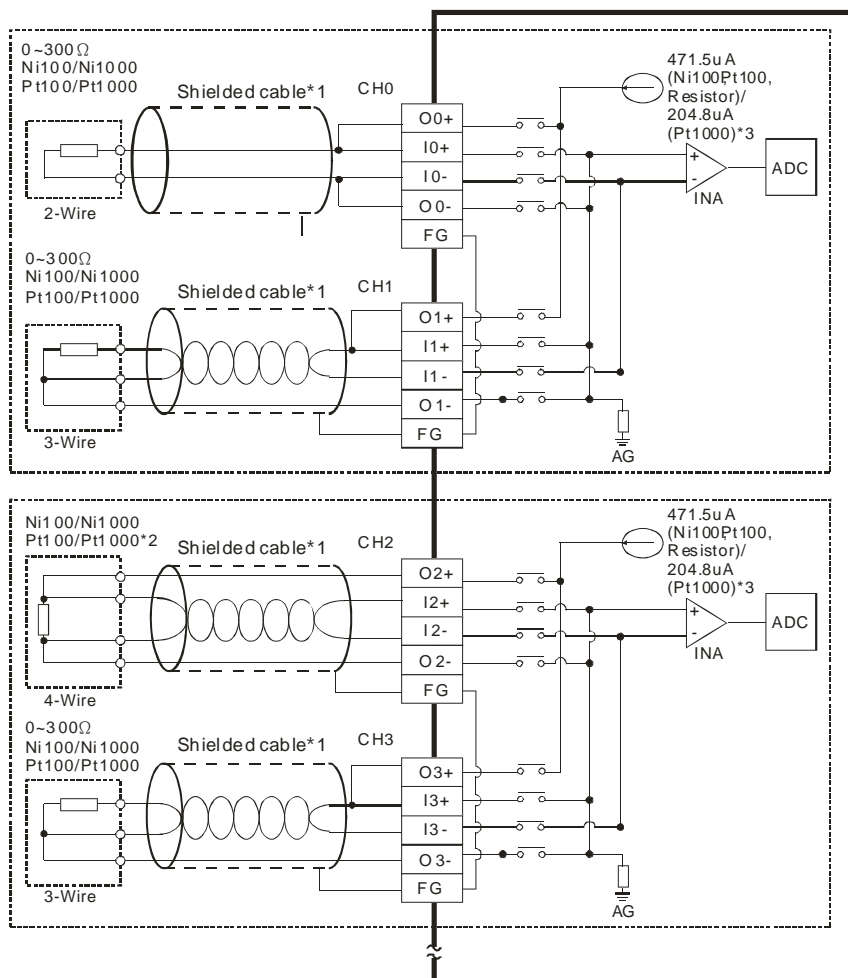 0~300Ω
Ni100/Ni1000
Pt100/Pt1000
Shielded cable*1
CH0
2-Wire
O0+
I0+
I0-
O0-
FG
471.5uA
(Ni100,Pt100,
Resistor)/
204.8uA
(Pt1000)*3
+
-
INA
ADC
0~300Ω
Ni100/Ni1000
Pt100/Pt1000
Shielded cable*1
CH1
3-Wire
O1+
I1+
I1-
O1-
FG
AG
Ni100/Ni1000
Pt100/Pt1000*2
Shielded cable*1
CH2
4-Wire
O2+
I2+
I2-
O2-
FG
471.5uA
(Ni100,Pt100,
Resistor)/
204.8uA
(Pt1000)*3
+
-
INA
ADC
0~300Ω
Ni100/Ni1000
Pt100/Pt1000
Shielded cable*1
CH3
3-Wire
O3+
I3+
I3-
O3-
FG
AG